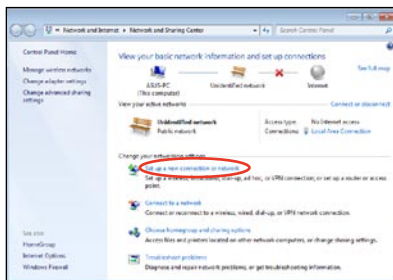 Network and Internet ▸ Network and Sharing Center
Search Control Panel
Control Panel Home
Manage wireless networks
Change adapter settings
Change advanced sharing settings
View your basic network information and set up connections
See full map
ASUS-PC
(This computer)
Unidentified network
Internet
View your active networks
Connect or disconnect
Unidentified network
Public network
Access type: No Internet access
Connections: Local Area Connection
Change your networking settings
Set up a new connection or network
Set up a wireless, broadband, dial-up, ad hoc, or VPN connection; or set up a router or access
point.
Connect to a network
Connect or reconnect to a wireless, wired, dial-up, or VPN network connection.
Choose homegroup and sharing options
Access files and printers located on other network computers, or change sharing settings.
Troubleshoot problems
Diagnose and repair network problems, or get troubleshooting information.
See also
HomeGroup
Internet Options
Windows Firewall